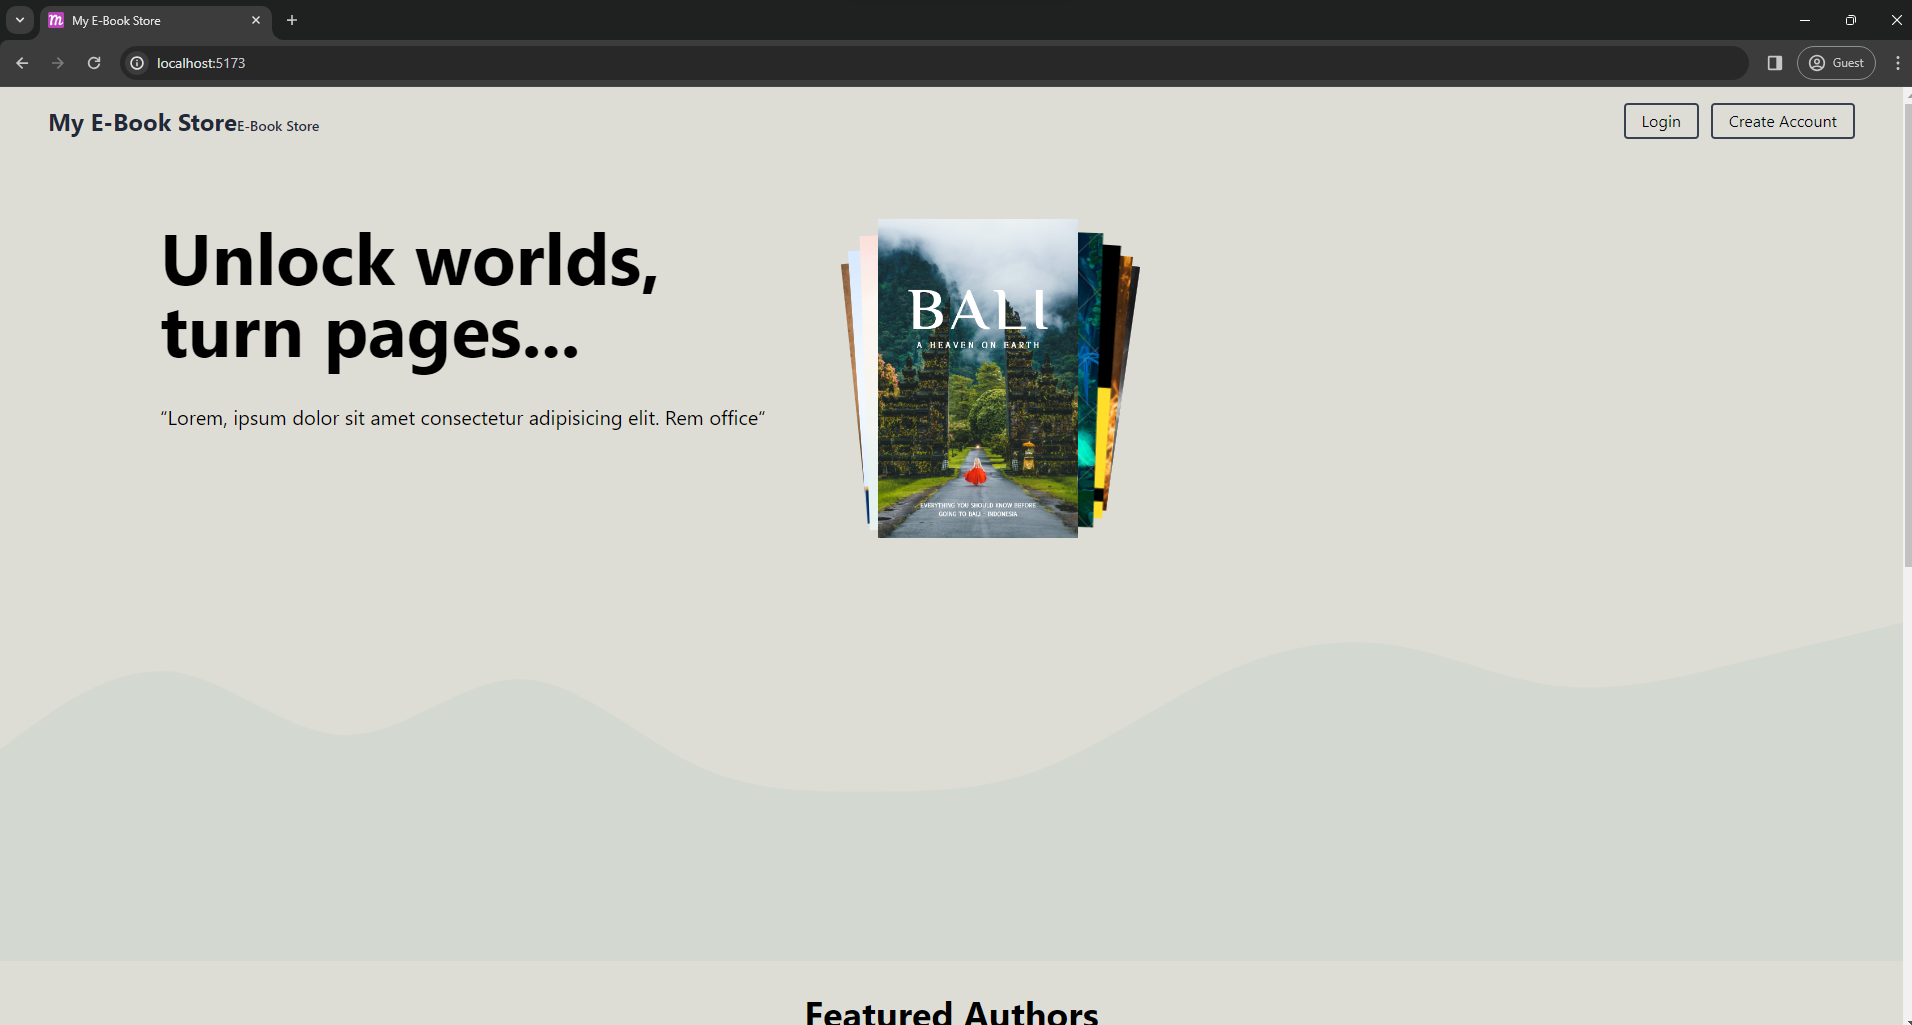 My E-Book Store
localhost:5173
Guest
My E-Book StoreE-Book Store
Login
Create Account
Unlock worlds,
turn pages...
“Lorem, ipsum dolor sit amet consectetur adipisicing elit. Rem office“
BALI
A HEAVEN ON EARTH
EVERYTHING YOU SHOULD KNOW BEFORE
GOING TO BALI - INDONESIA
Featured Authors